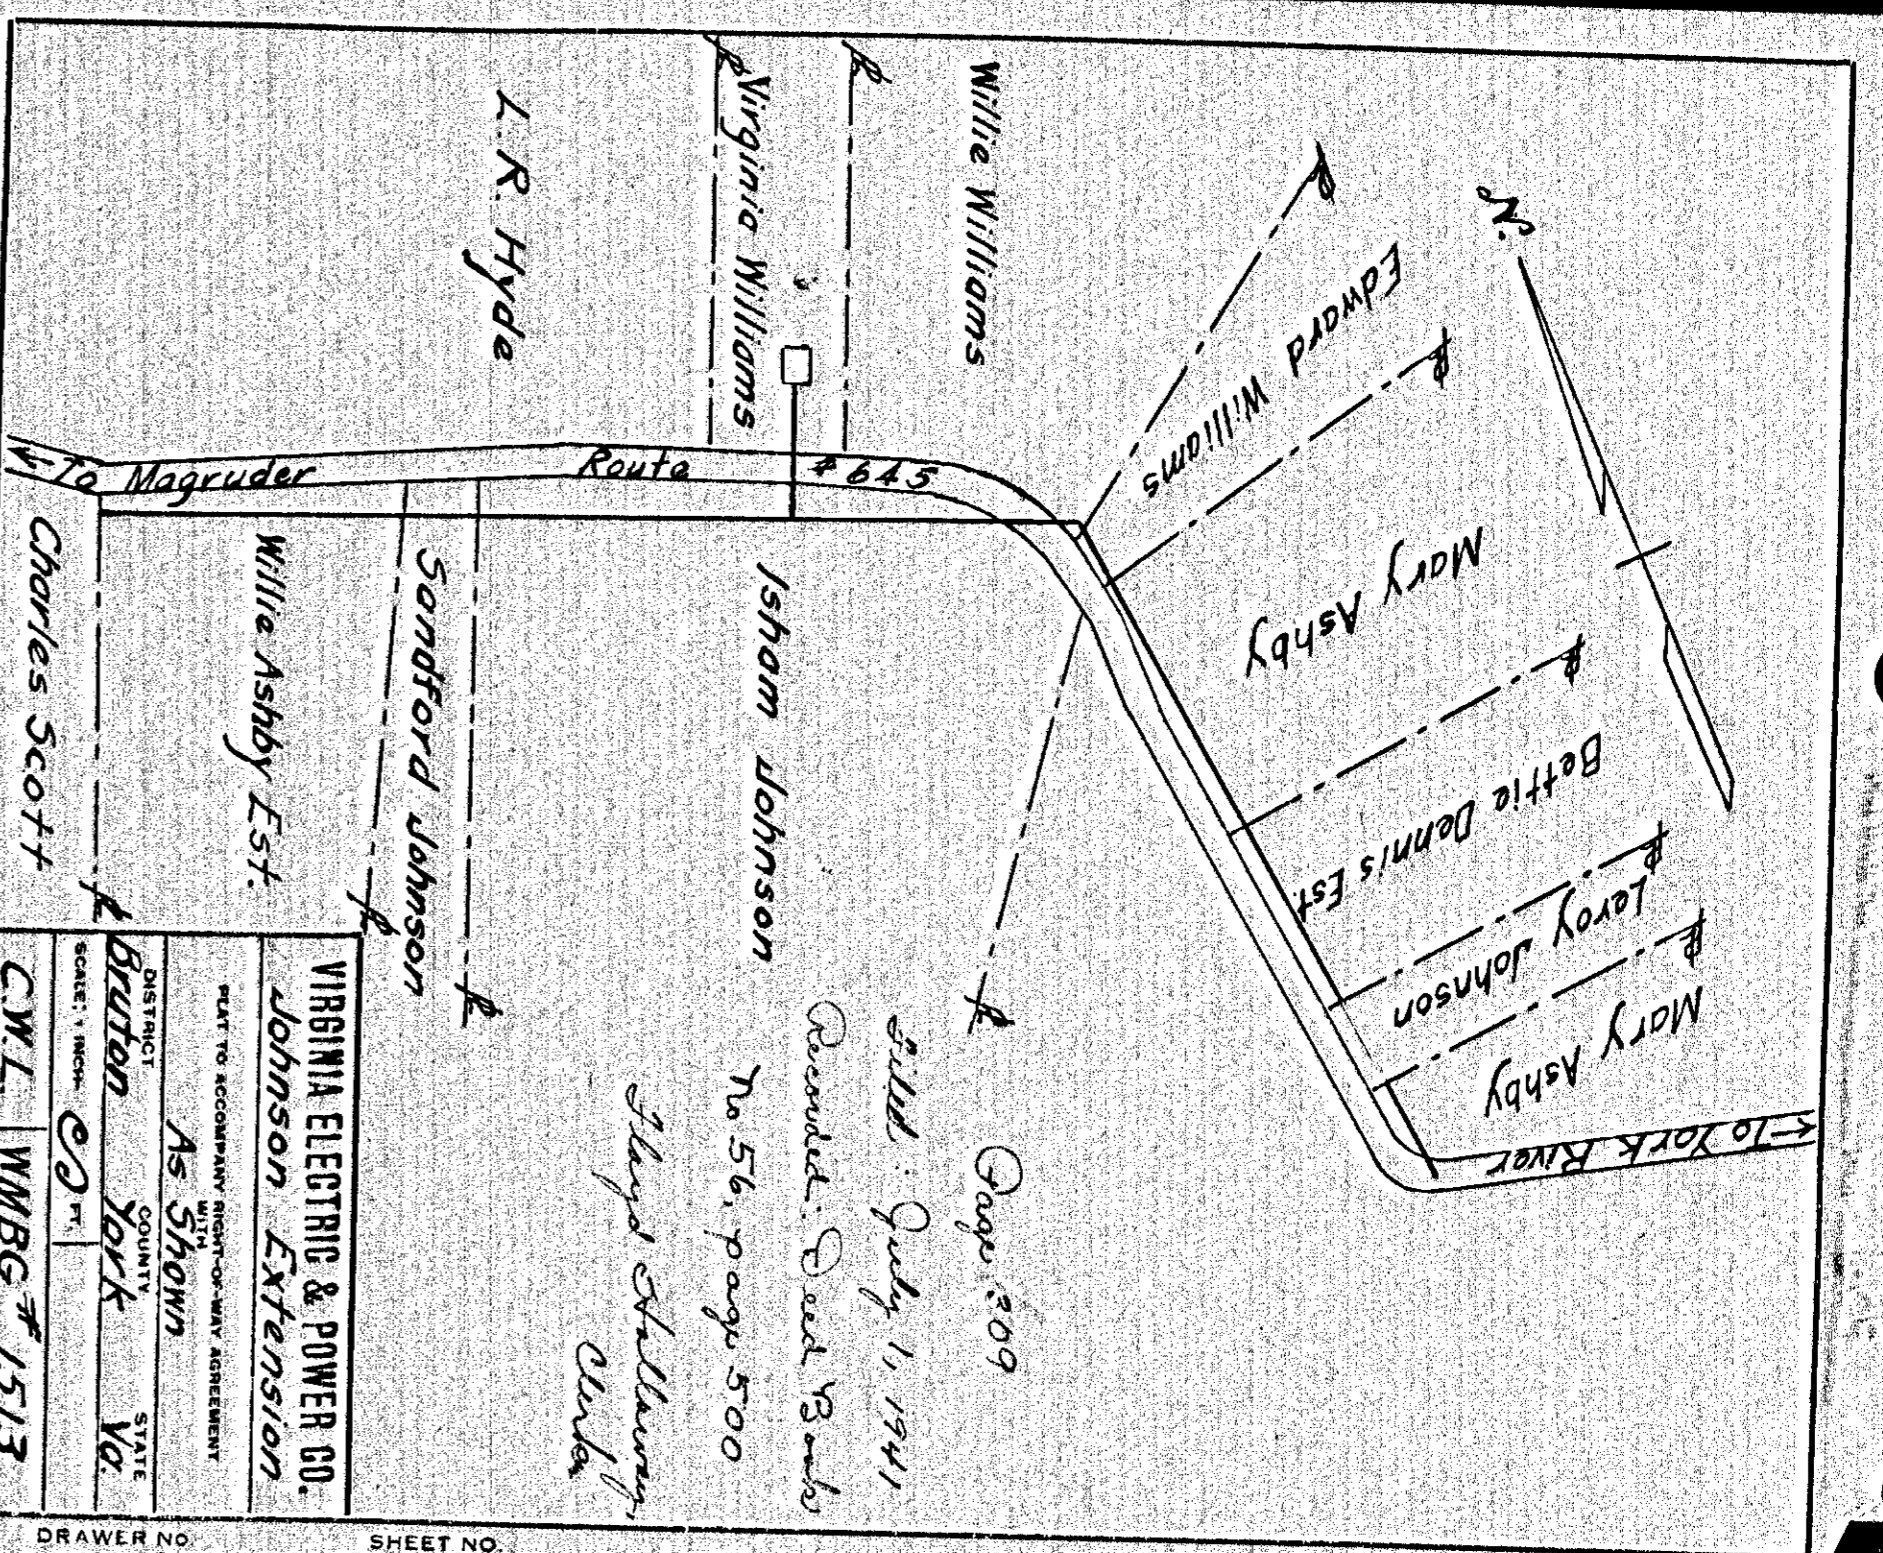 Willie Williams
Virginia Williams
L. R. Hyde
N.
Edward Williams
Mary Ashby
Bettie Dennis Est.
Leroy Johnson
Mary Ashby
← To York River
← To Magruder Route # 645
Isham Johnson
Sandford Johnson
Willie Ashby Est.
Charles Scott
Page 209
Filed: July 1, 1941
Recorded: Deed Book
No 56, page 500
Floyd Holloway,
Clerk
VIRGINIA ELECTRIC & POWER CO.
Johnson Extension
PLAT TO ACCOMPANY RIGHT-OF-WAY AGREEMENT
WITH
As Shown
DISTRICT COUNTY STATE
Bruton York Va.
SCALE: 1 INCH FT.
C.W.L. WMBG # 1513
DRAWER NO. SHEET NO.